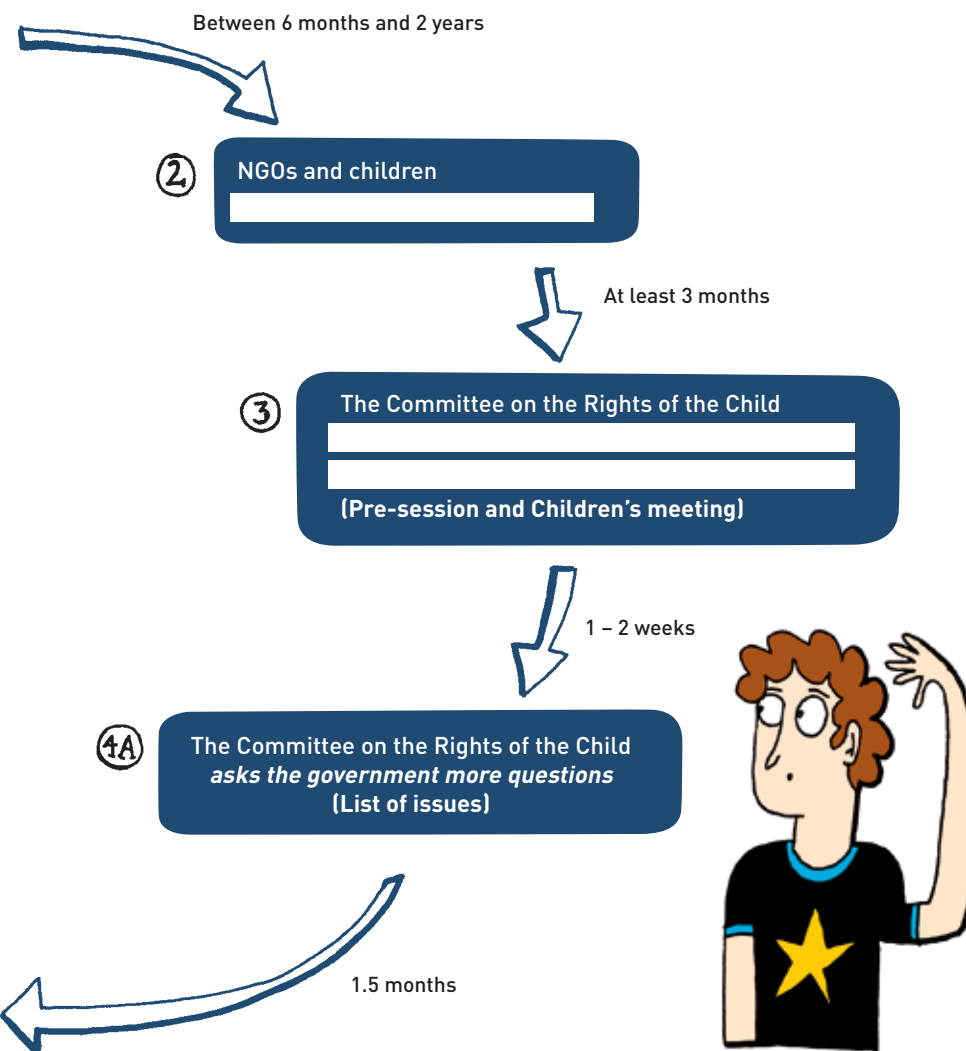 Between 6 months and 2 years
2
NGOs and children
At least 3 months
3
The Committee on the Rights of the Child
(Pre-session and Children’s meeting)
1 – 2 weeks
4A
The Committee on the Rights of the Child
asks the government more questions
(List of issues)
1.5 months